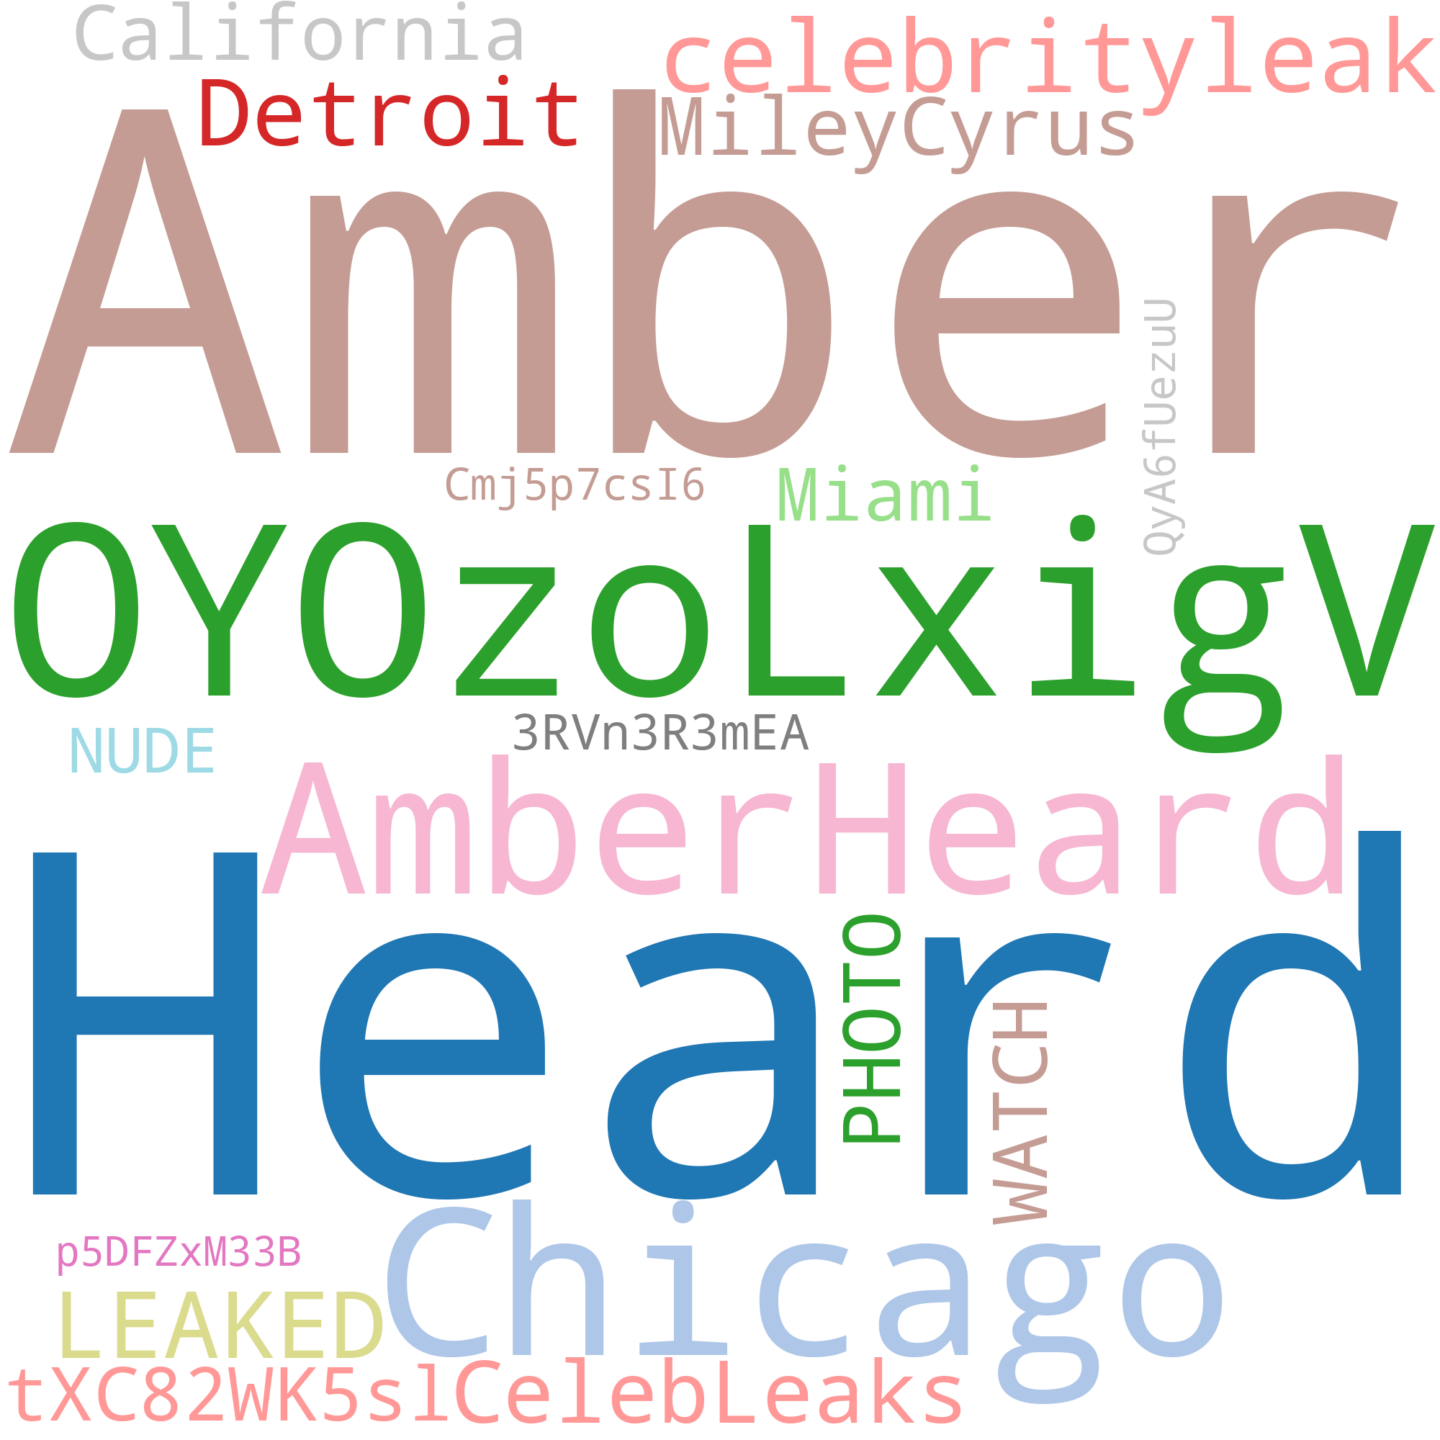 California
celebrityleak
Detroit
MileyCyrus
Amber
QyA6fUezuU
Cmj5p7csI6
Miami
OYOzoLxigV
NUDE
3RVn3R3mEA
AmberHeard
Heard
PHOTO
WATCH
Chicago
p5DFZxM33B
LEAKED
tXC82WK5sl
CelebLeaks